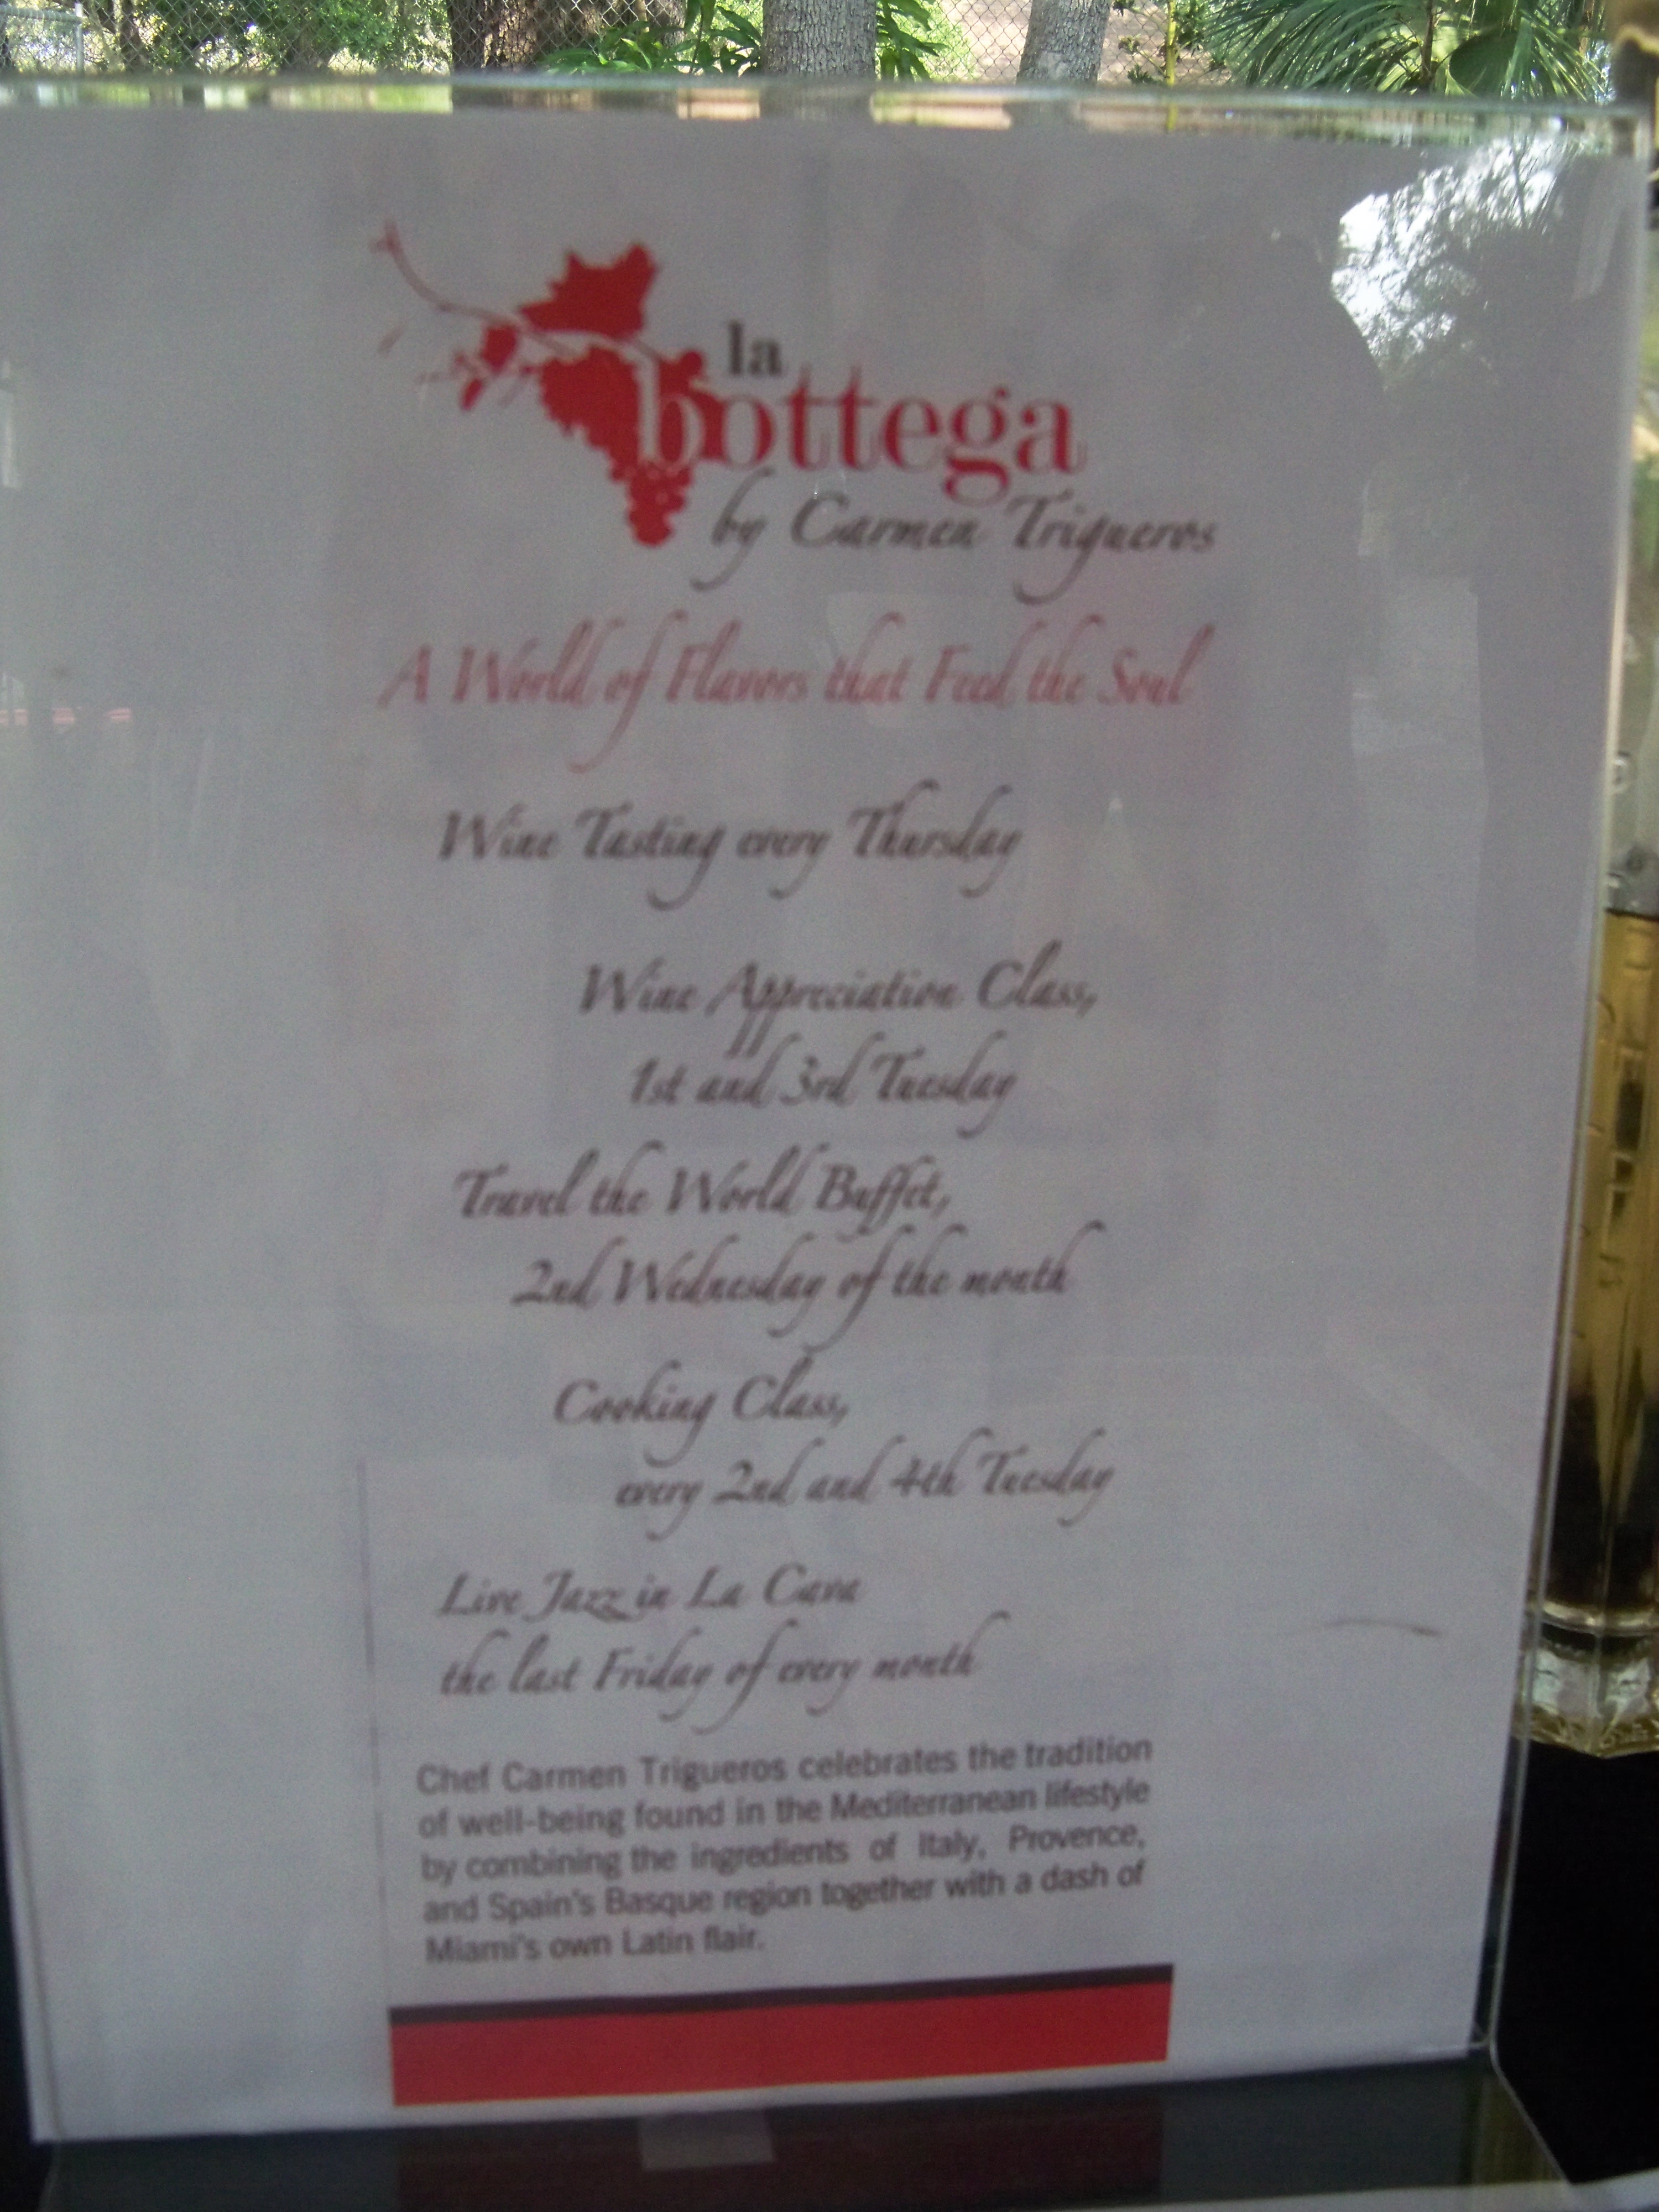 la
bottega
by Carmen Trigueros
A World of Flavors that Feed the Soul
Wine Tasting every Thursday
Wine Appreciation Class,
1st and 3rd Tuesday
Travel the World Buffet,
2nd Wednesday of the month
Cooking Class,
every 2nd and 4th Tuesday
Live Jazz in La Cava
the last Friday of every month
Chef Carmen Trigueros celebrates the tradition
of well-being found in the Mediterranean lifestyle
by combining the ingredients of Italy, Provence,
and Spain's Basque region together with a dash of
Miami's own Latin flair.